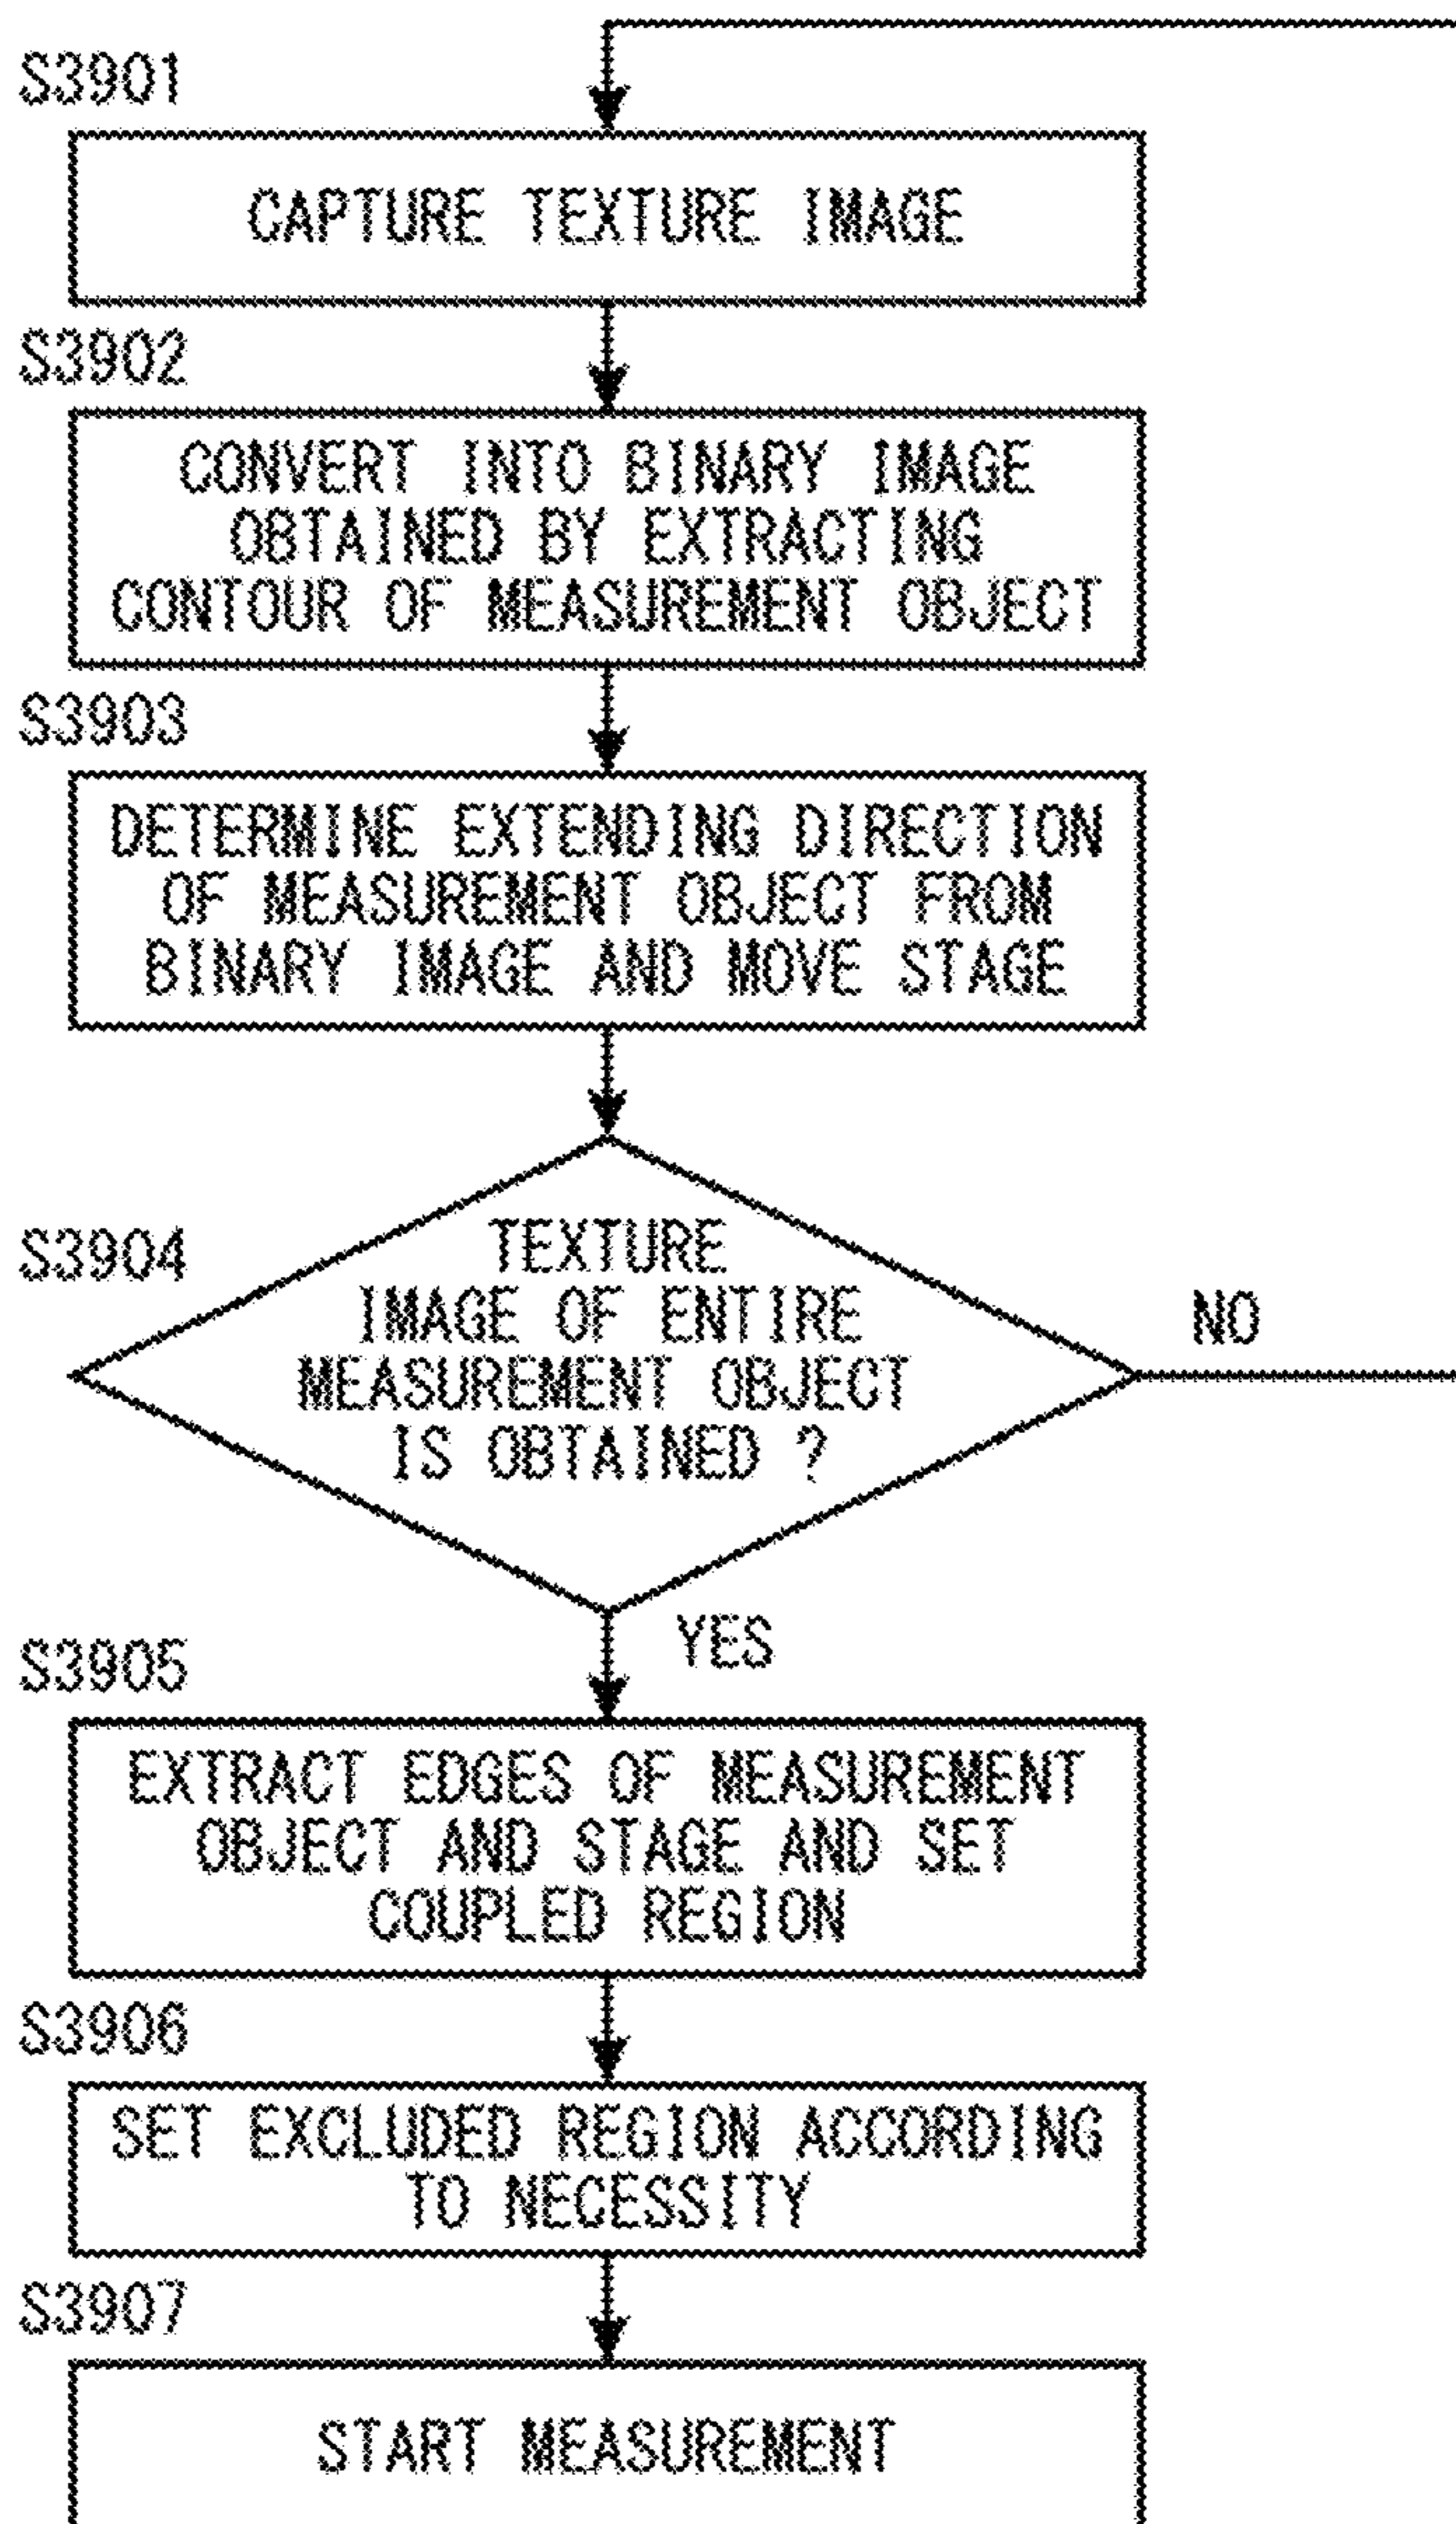 S3901
CAPTURE TEXTURE IMAGE
S3902
CONVERT INTO BINARY IMAGE
OBTAINED BY EXTRACTING
CONTOUR OF MEASUREMENT OBJECT
S3903
DETERMINE EXTENDING DIRECTION
OF MEASUREMENT OBJECT FROM
BINARY IMAGE AND MOVE STAGE
S3904
TEXTURE
IMAGE OF ENTIRE
MEASUREMENT OBJECT
IS OBTAINED ?
NO
YES
S3905
EXTRACT EDGES OF MEASUREMENT
OBJECT AND STAGE AND SET
COUPLED REGION
S3906
SET EXCLUDED REGION ACCORDING
TO NECESSITY
S3907
START MEASUREMENT